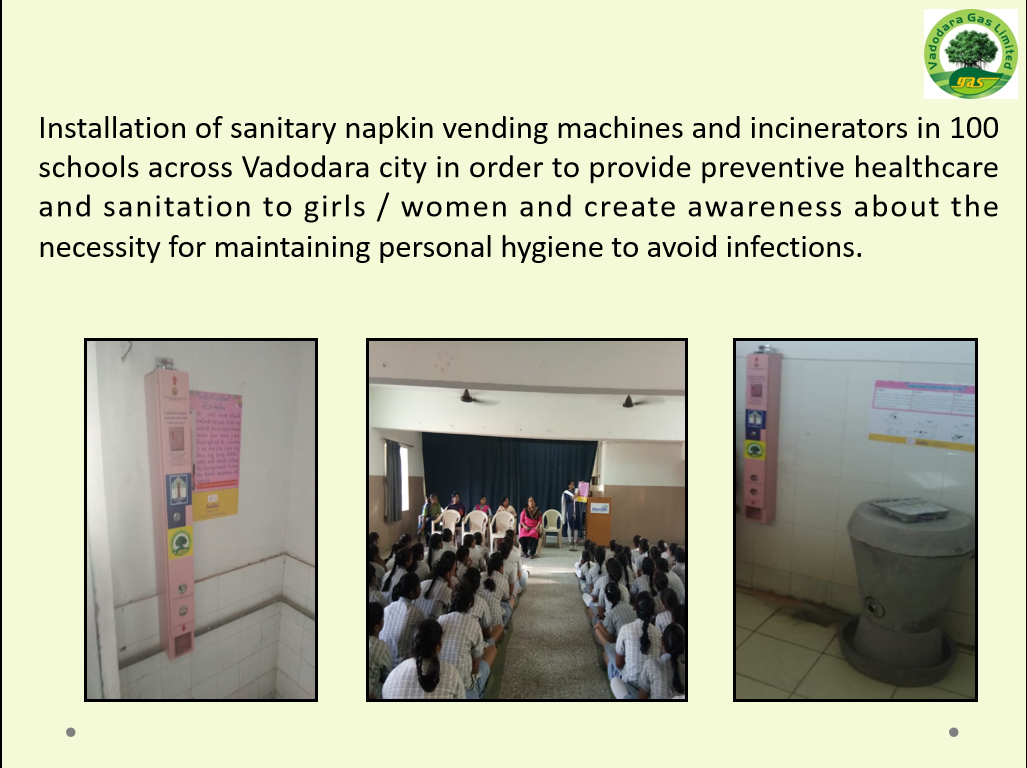 Vadodara Gas Limited
gas
Installation of sanitary napkin vending machines and incinerators in 100
schools across Vadodara city in order to provide preventive healthcare
and sanitation to girls / women and create awareness about the
necessity for maintaining personal hygiene to avoid infections.